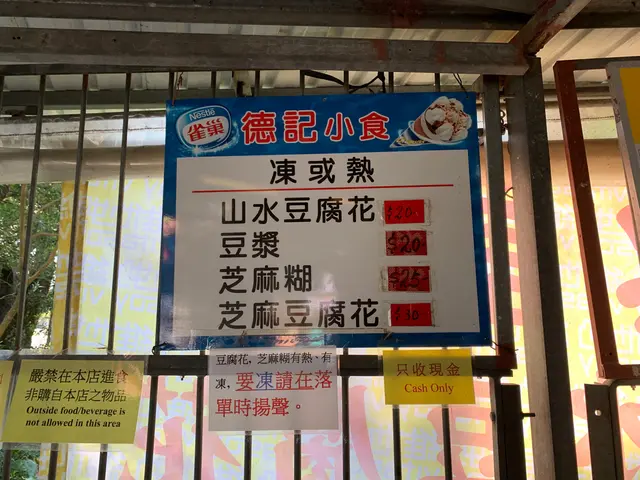 Nestlé
雀巢
德記小食
凍或熱
山水豆腐花 $20
豆漿 $20
芝麻糊 $25
芝麻豆腐花 $30
嚴禁在本店進食
非購自本店之物品
Outside food/beverage is
not allowed in this area
豆腐花, 芝麻糊有熱、有
凍, 要凍請在落
單時揚聲。
只收現金
Cash Only